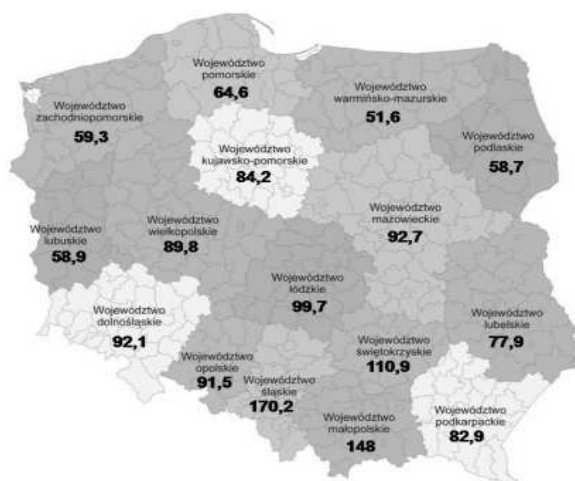 Województwo
pomorskie
64,6
Województwo
warmińsko-mazurskie
51,6
Województwo
zachodniopomorskie
59,3
Województwo
podlaskie
58,7
Województwo
kujawsko-pomorskie
84,2
Województwo
mazowieckie
92,7
Województwo
lubuskie
58,9
Województwo
wielkopolskie
89,8
Województwo
łódzkie
99,7
Województwo
dolnośląskie
92,1
Województwo
lubelskie
77,9
Województwo
opolskie
91,5
Województwo
śląskie
170,2
Województwo
świętokrzyskie
110,9
Województwo
małopolskie
148
Województwo
podkarpackie
82,9